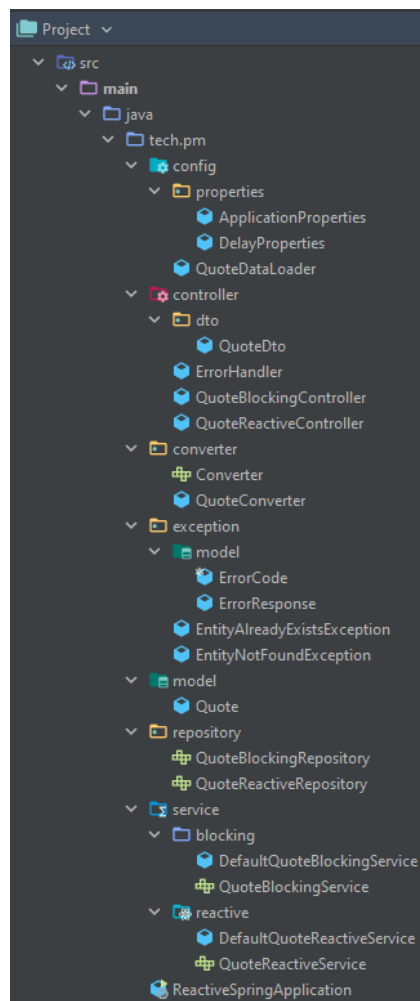 Project
src
main
java
tech.pm
config
properties
ApplicationProperties
DelayProperties
QuoteDataLoader
controller
dto
QuoteDto
ErrorHandler
QuoteBlockingController
QuoteReactiveController
converter
Converter
QuoteConverter
exception
model
ErrorCode
ErrorResponse
EntityAlreadyExistsException
EntityNotFoundException
model
Quote
repository
QuoteBlockingRepository
QuoteReactiveRepository
service
blocking
DefaultQuoteBlockingService
QuoteBlockingService
reactive
DefaultQuoteReactiveService
QuoteReactiveService
ReactiveSpringApplication